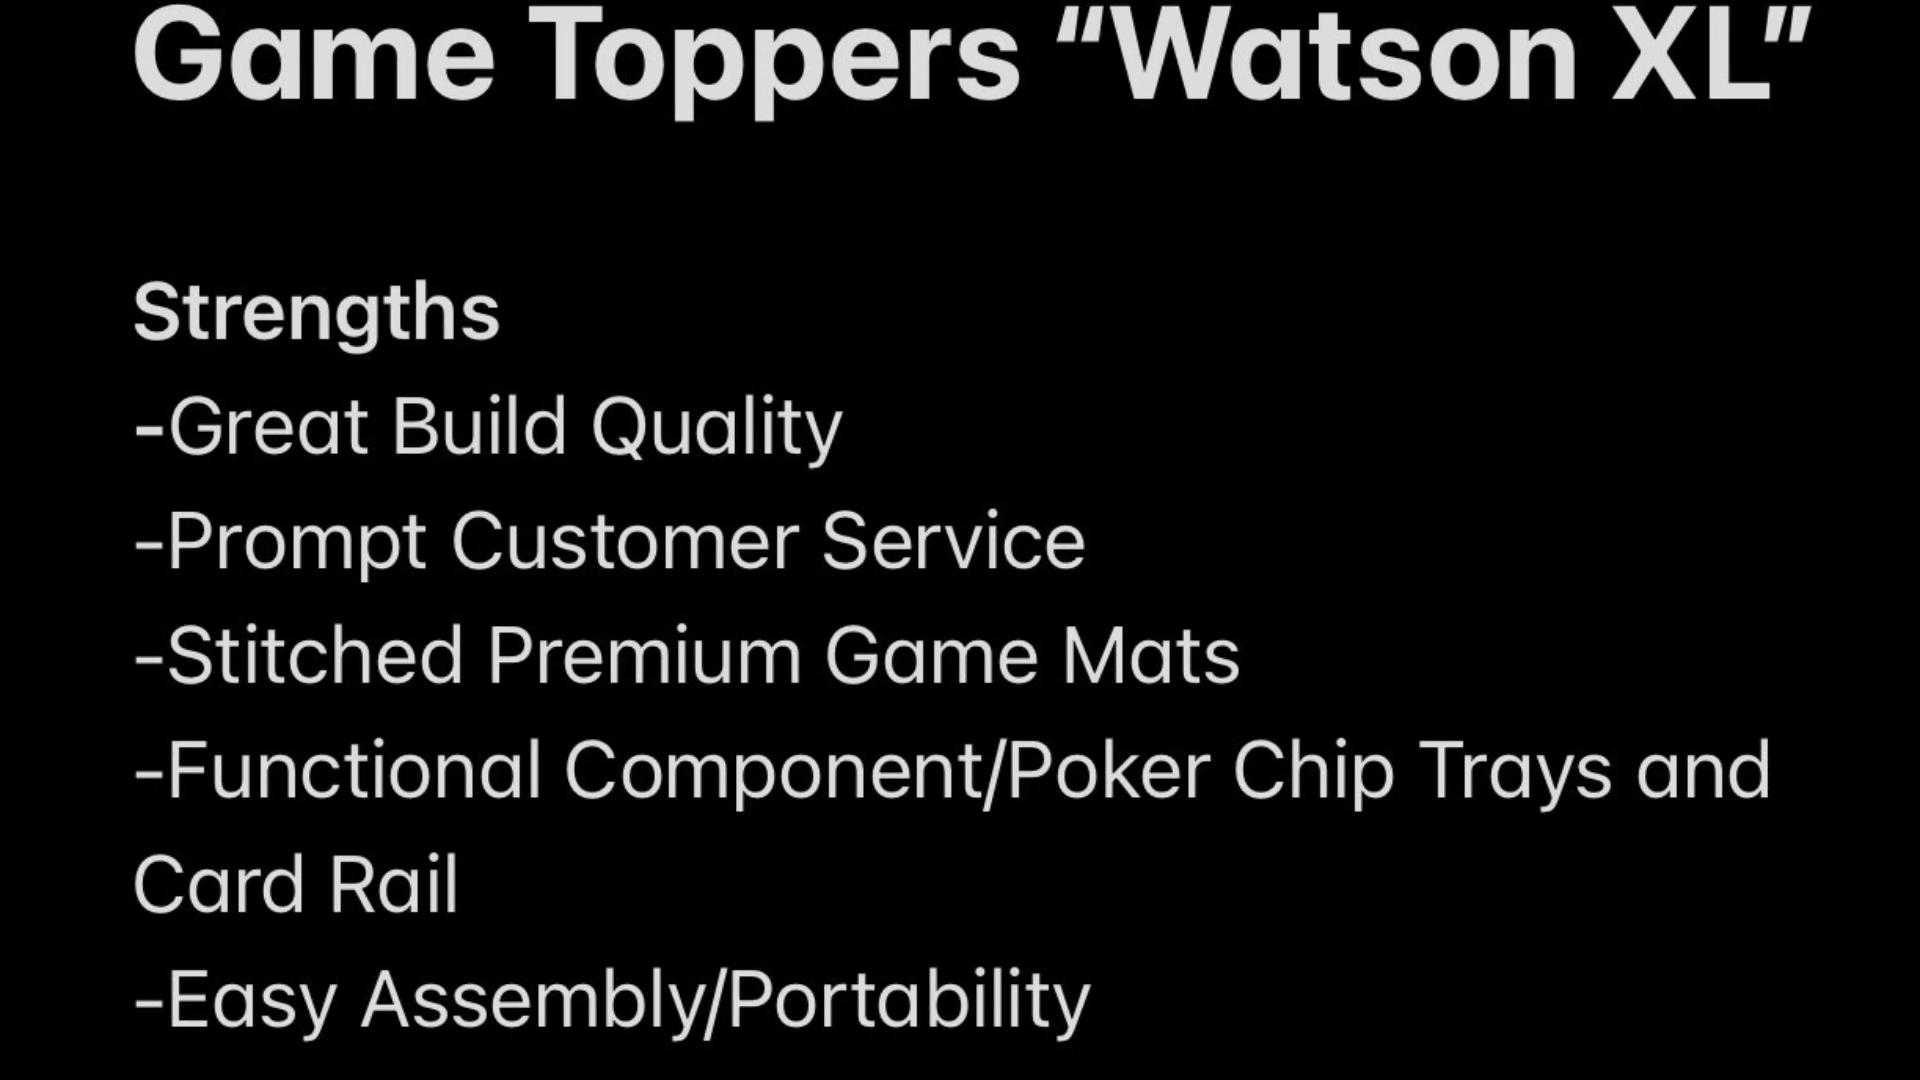 Game Toppers “Watson XL”
Strengths
-Great Build Quality
-Prompt Customer Service
-Stitched Premium Game Mats
-Functional Component/Poker Chip Trays and
Card Rail
-Easy Assembly/Portability